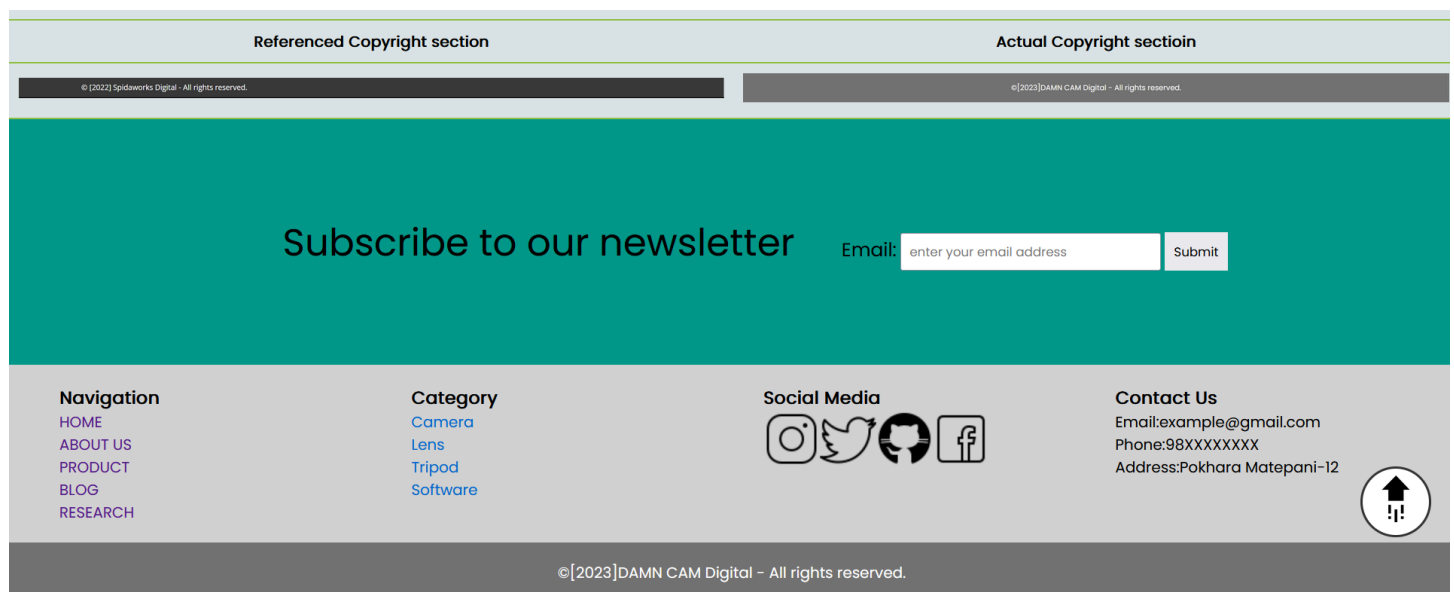 Referenced Copyright section
Actual Copyright sectioin
© [2022] Spidaworks Digital - All rights reserved.
©[2023]DAMN CAM Digital - All rights reserved.
Subscribe to our newsletter
Email: enter your email address Submit
Navigation
HOME
ABOUT US
PRODUCT
BLOG
RESEARCH
Category
Camera
Lens
Tripod
Software
Social Media
Contact Us
Email:example@gmail.com
Phone:98XXXXXXXX
Address:Pokhara Matepani-12
©[2023]DAMN CAM Digital - All rights reserved.